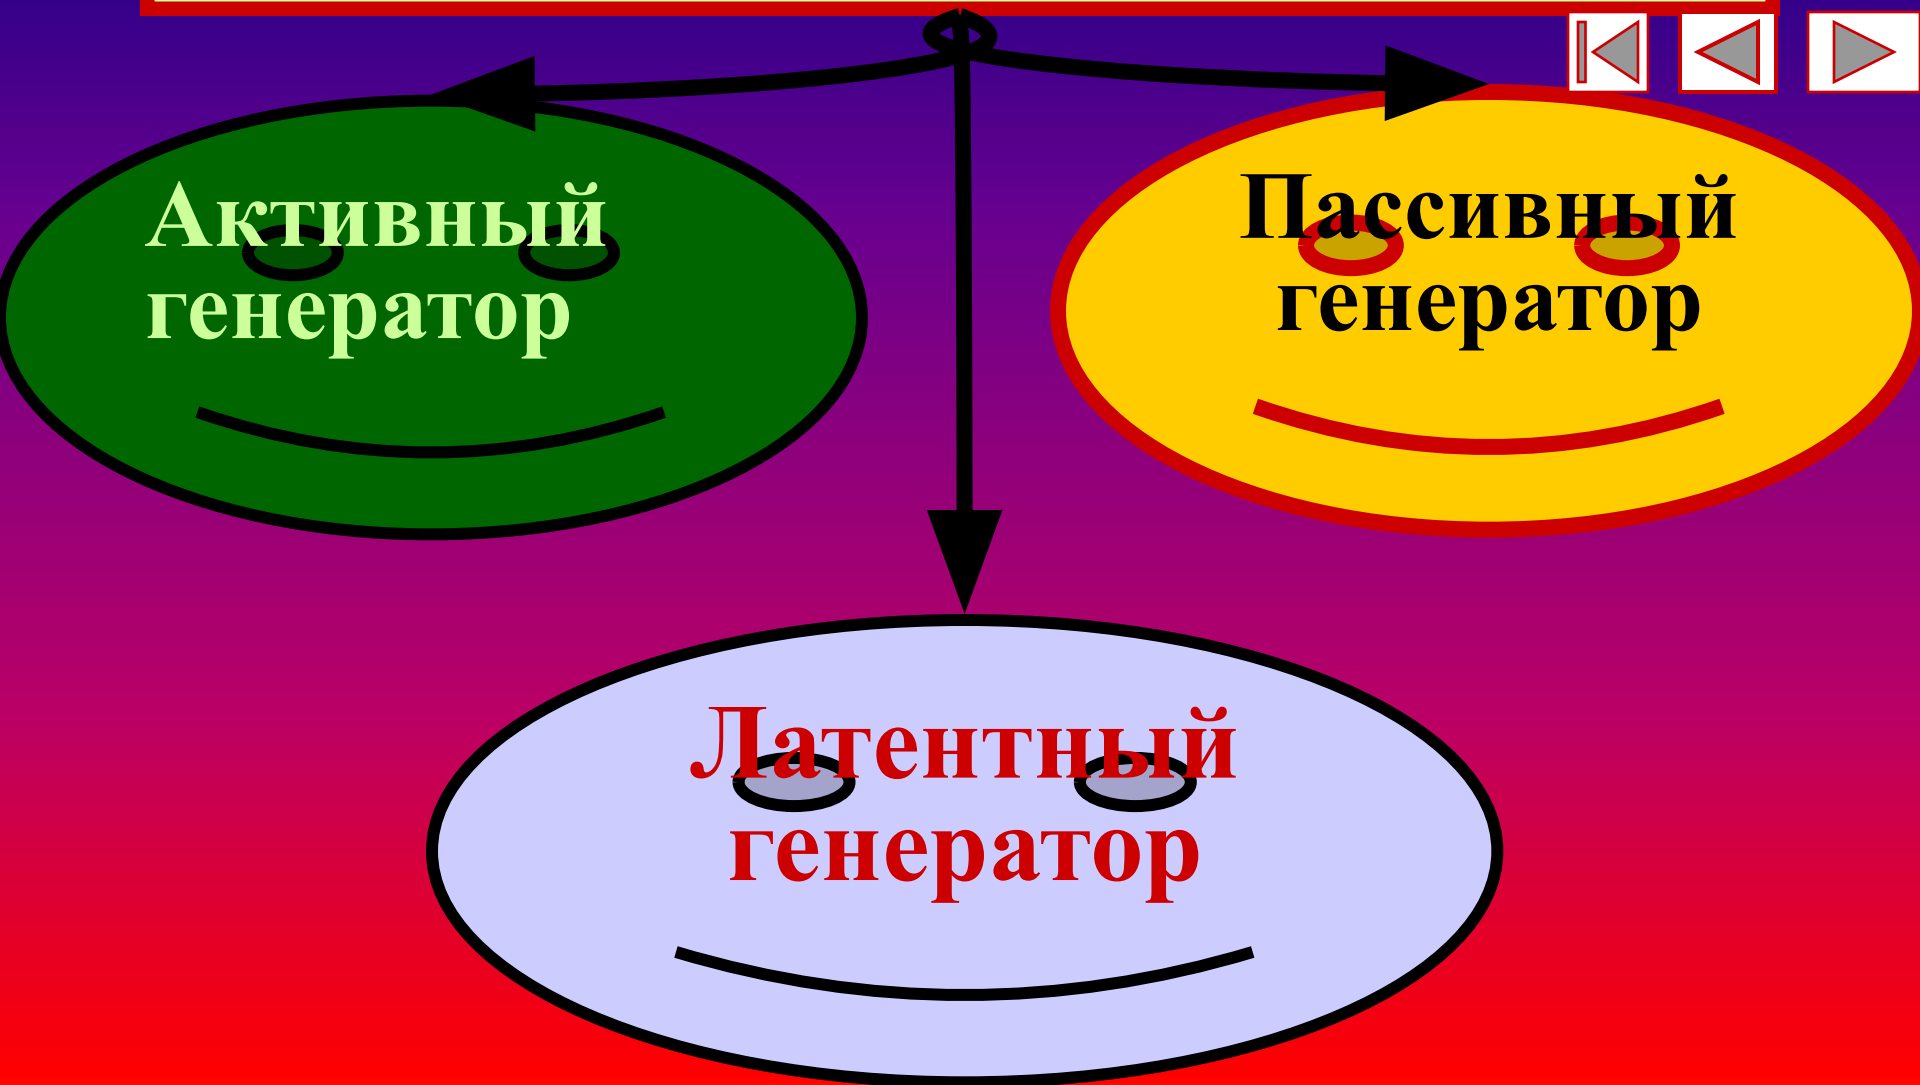 Активный
генератор
Пассивный
генератор
Латентный
генератор